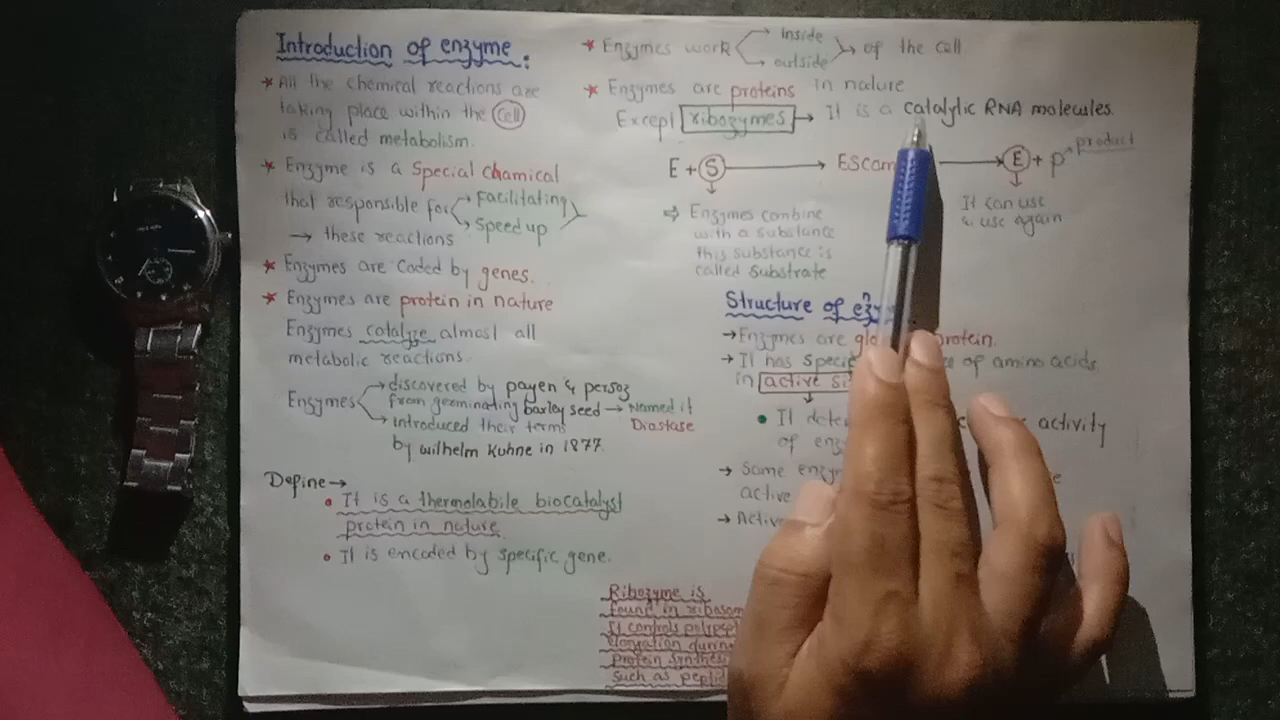 Introduction of enzyme :
* All the chemical reactions are
taking place within the cell
is called metabolism.
* Enzyme is a Special chamical
that responsible for → Facilitating
→ Speed up
→ these reactions
* Enzymes are coded by genes.
* Enzymes are protein in nature
Enzymes catalyze almost all
metabolic reactions.
Enzymes → discovered by payen & persoz
from germinating barley seed → Named it
Diastase
→ introduced their term
by wilhelm Kuhne in 1877.
Define →
• It is a thermolabile biocatalyst
protein in nature.
• It is encoded by specific gene.
* Enzymes work → inside
→ outside → of the cell
* Enzymes are proteins in nature
Except ribozymes → It is a catalytic RNA molecules.
E + S → EScom → E + P → product
It can use
& use again
⇒ Enzymes combine
with a substance
this substance is
called Substrate
Structure of
→ Enzymes are protein.
→ It has of amino acids
in active
• It activity
of
→ Some
active
→
Ribozyme is
found in
It controls
elongation during
protein
such as